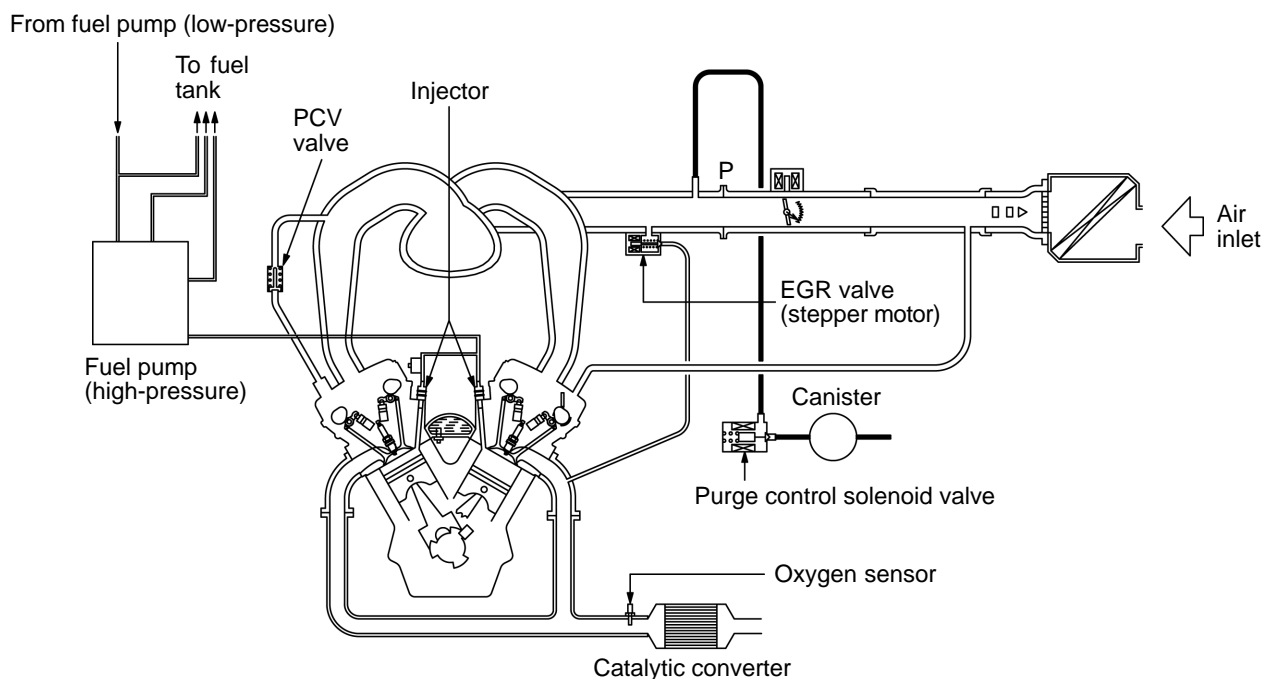 From fuel pump (low-pressure)
To fuel
tank
PCV
valve
Injector
P
Air
inlet
EGR valve
(stepper motor)
Fuel pump
(high-pressure)
Canister
Purge control solenoid valve
Oxygen sensor
Catalytic converter